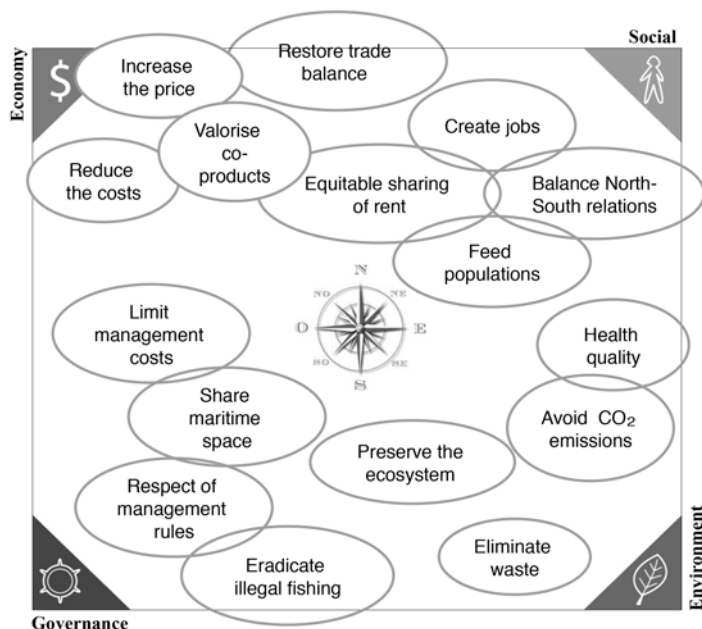 Economy
$
Social
Increase
the price
Restore trade
balance
Create jobs
Valorise
co-
products
Reduce
the costs
Equitable sharing
of rent
Balance North-
South relations
Feed
populations
N
NO
NE
O
E
SO
SE
S
Limit
management
costs
Health
quality
Share
maritime
space
Avoid CO₂
emissions
Preserve the
ecosystem
Respect of
management
rules
Eradicate
illegal fishing
Eliminate
waste
Governance
Environment